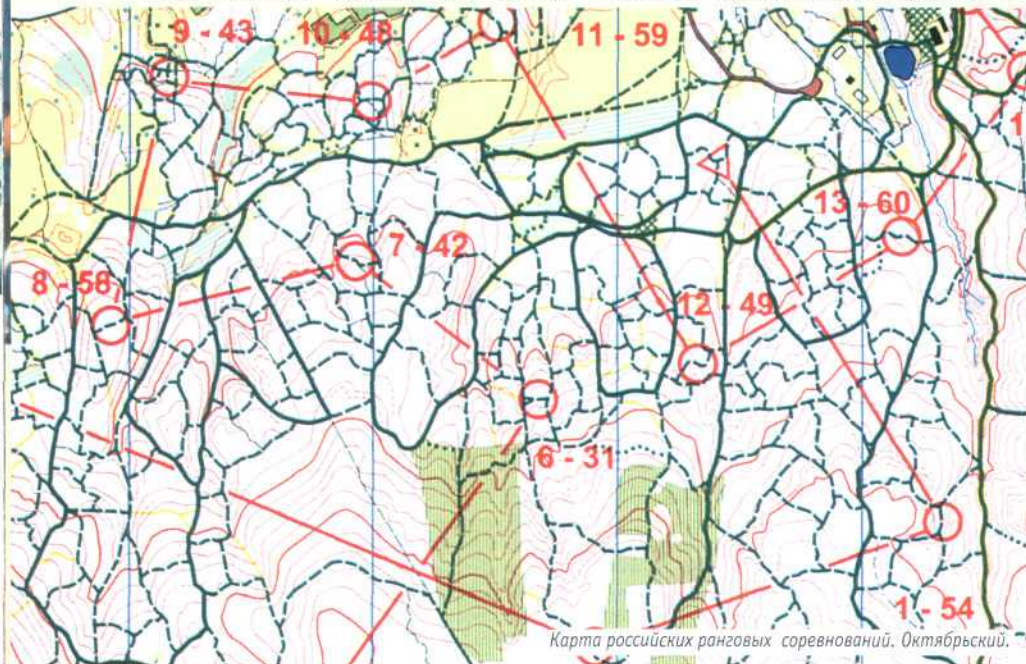 9 - 43
10 - 48
11 - 59
13 - 60
7 - 42
8 - 58
12 - 49
6 - 31
1 - 54
Карта российских ранговых соревнований. Октябрьский.